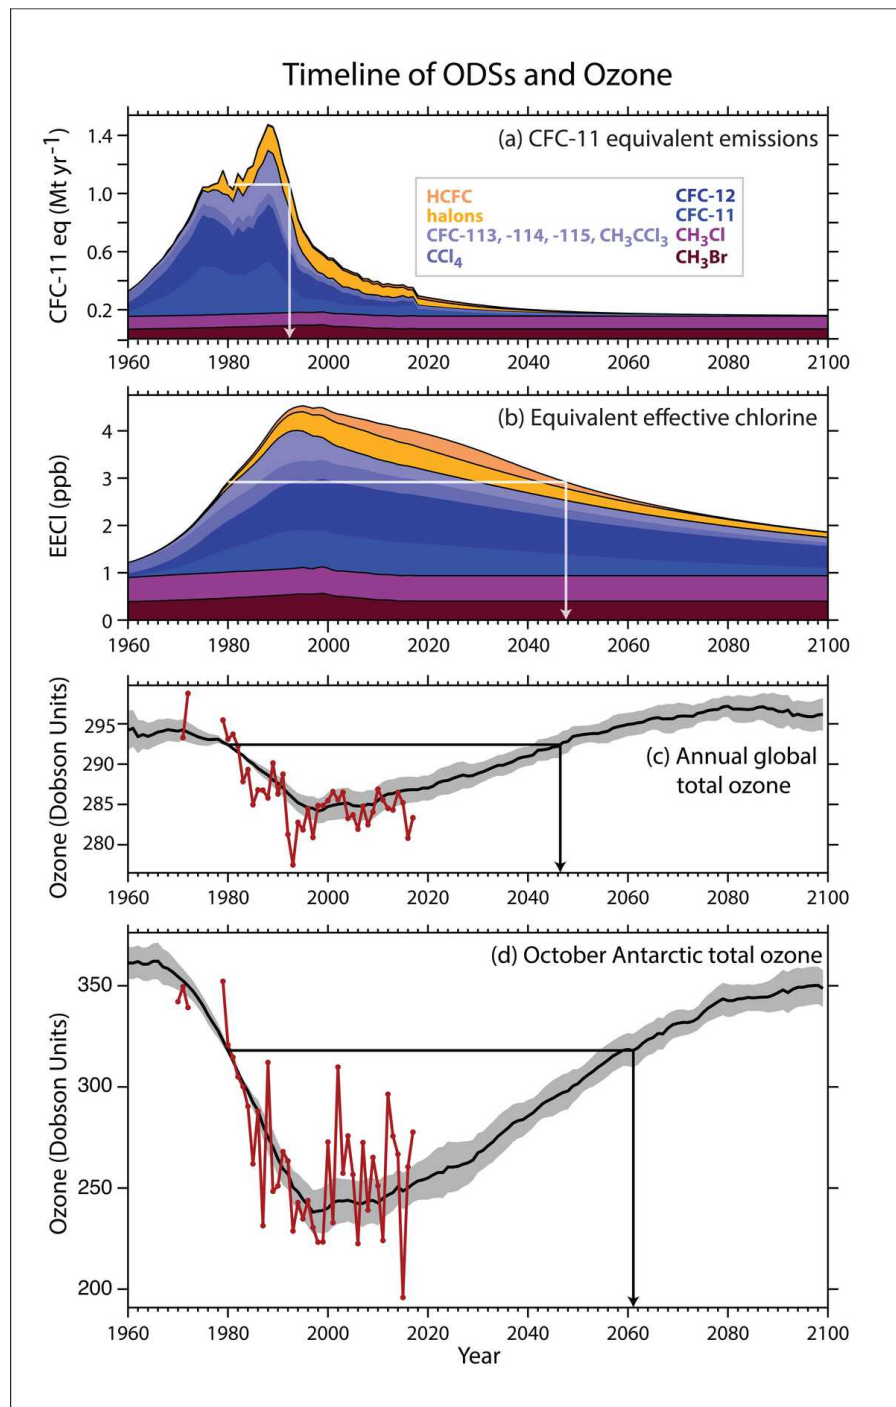 Timeline of ODSs and Ozone
(a) CFC-11 equivalent emissions
CFC-11 eq (Mt yr⁻¹)
1.4
1.0
0.6
0.2
HCFC
halons
CFC-113, -114, -115, CH₃CCl₃
CCl₄
CFC-12
CFC-11
CH₃Cl
CH₃Br
1960 1980 2000 2020 2040 2060 2080 2100
(b) Equivalent effective chlorine
EECl (ppb)
4
3
2
1
0
1960 1980 2000 2020 2040 2060 2080 2100
Ozone (Dobson Units)
295
290
285
280
(c) Annual global
total ozone
1960 1980 2000 2020 2040 2060 2080 2100
(d) October Antarctic total ozone
Ozone (Dobson Units)
350
300
250
200
1960 1980 2000 2020 2040 2060 2080 2100
Year